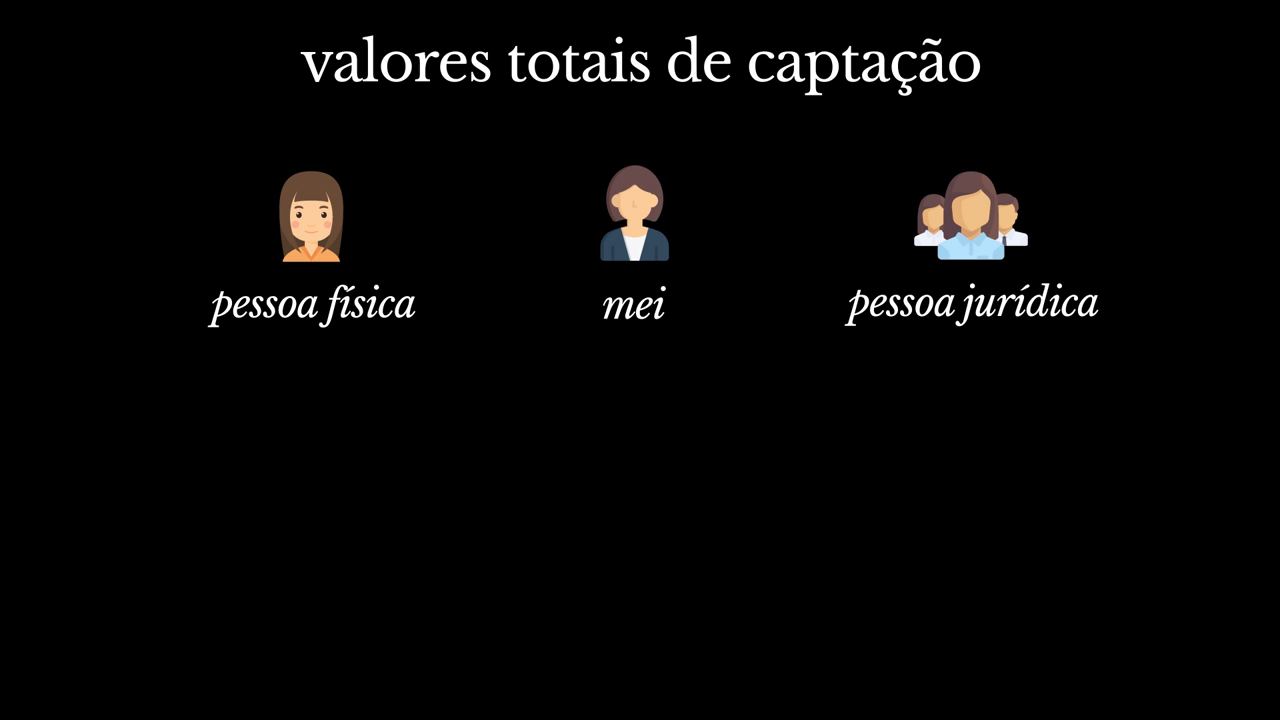 valores totais de captação
pessoa física
mei
pessoa jurídica